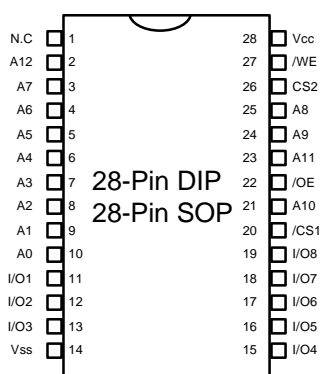 N.C 1 28 Vcc
A12 2 27 /WE
A7 3 26 CS2
A6 4 25 A8
A5 5 24 A9
A4 6 23 A11
A3 7 28-Pin DIP 22 /OE
A2 8 28-Pin SOP 21 A10
A1 9 20 /CS1
A0 10 19 I/O8
I/O1 11 18 I/O7
I/O2 12 17 I/O6
I/O3 13 16 I/O5
Vss 14 15 I/O4